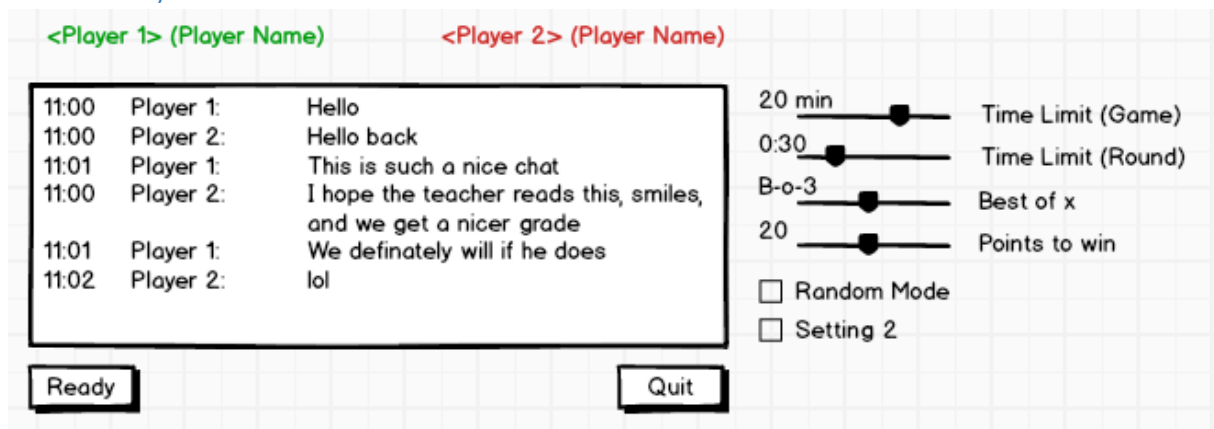 <Player 1> (Player Name) <Player 2> (Player Name)
11:00 Player 1: Hello
11:00 Player 2: Hello back
11:01 Player 1: This is such a nice chat
11:00 Player 2: I hope the teacher reads this, smiles,
and we get a nicer grade
11:01 Player 1: We definately will if he does
11:02 Player 2: lol
20 min Time Limit (Game)
0:30 Time Limit (Round)
B-o-3 Best of x
20 Points to win
Random Mode
Setting 2
Ready Quit